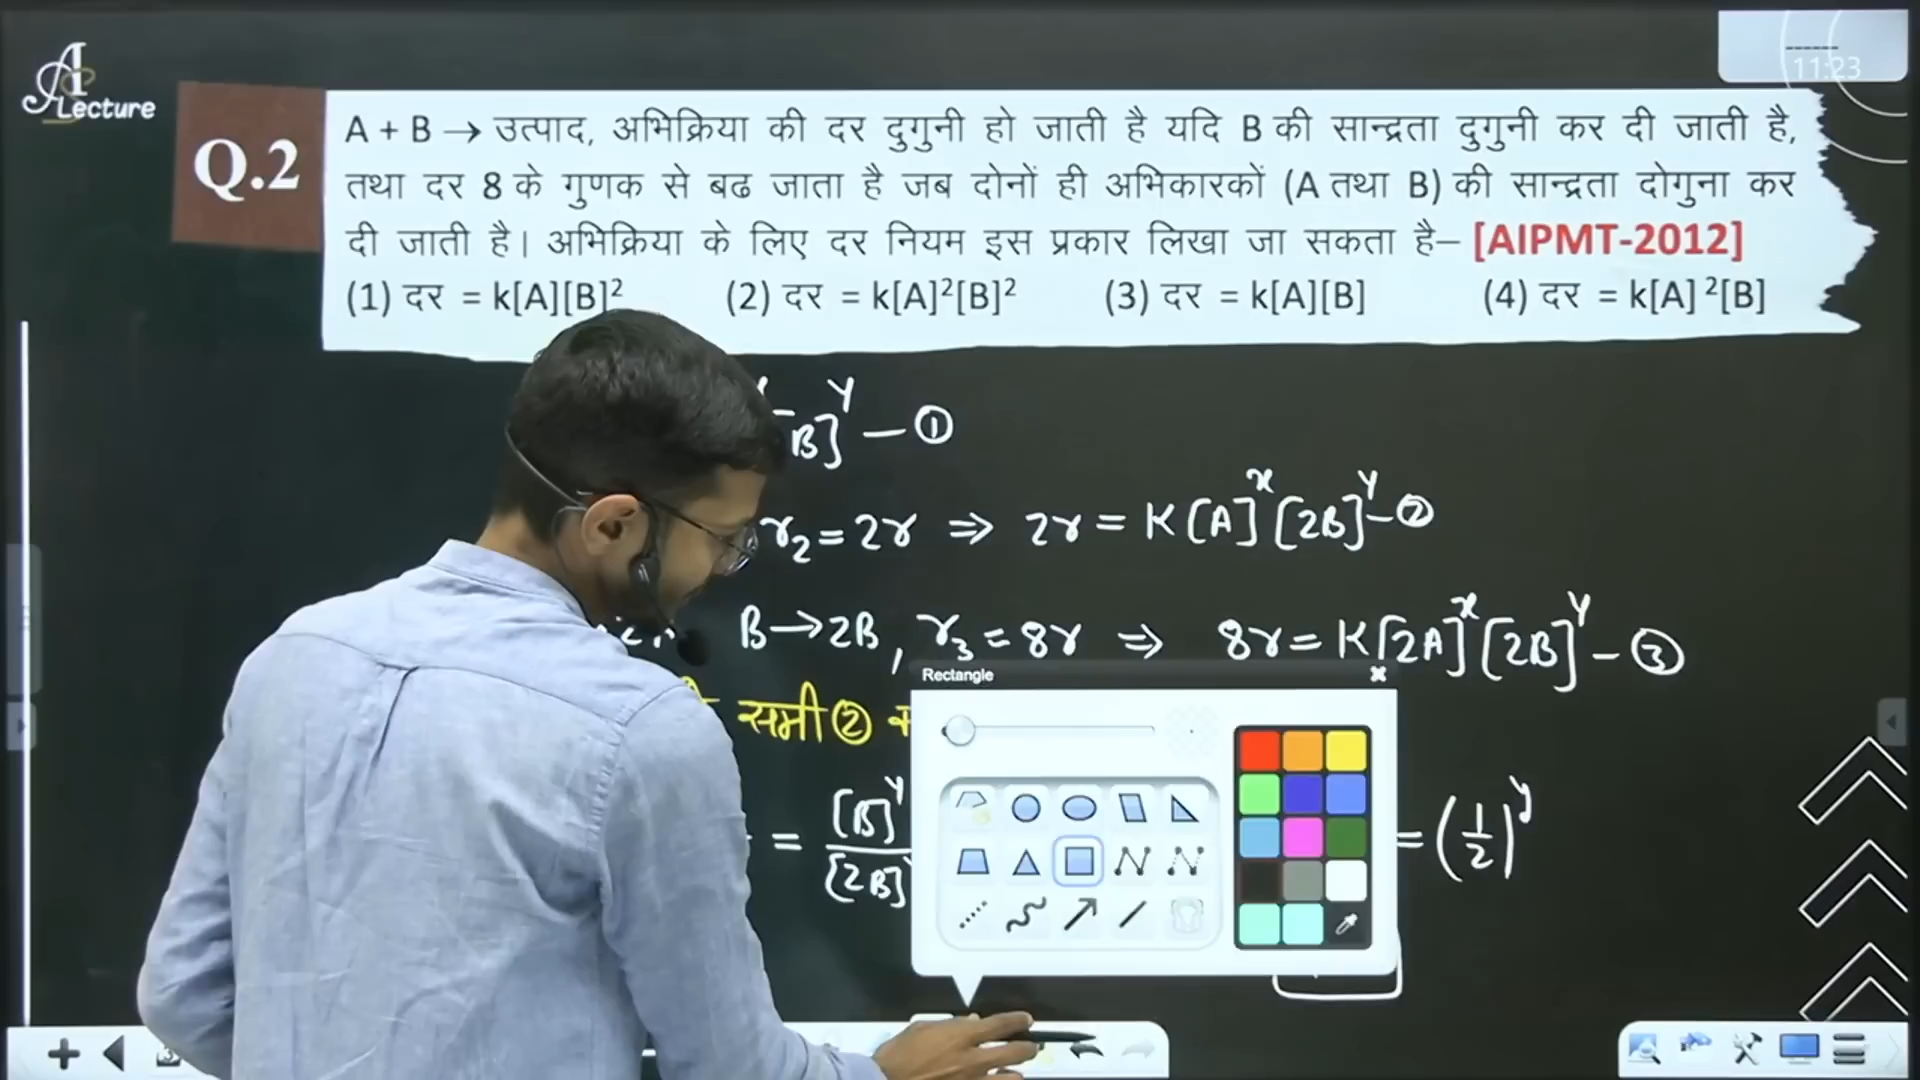 A Lecture
11:23
Q.2
A + B → उत्पाद, अभिक्रिया की दर दुगुनी हो जाती है यदि B की सान्द्रता दुगुनी कर दी जाती है,
तथा दर 8 के गुणक से बढ जाता है जब दोनों ही अभिकारकों (A तथा B) की सान्द्रता दोगुना कर
दी जाती है। अभिक्रिया के लिए दर नियम इस प्रकार लिखा जा सकता है– [AIPMT-2012]
(1) दर = k[A][B]² (2) दर = k[A]²[B]² (3) दर = k[A][B] (4) दर = k[A] ²[B]
B]^y – ①
r₂ = 2r ⇒ 2r = K[A]^x [2B]^y – ②
B → 2B, r₃ = 8r ⇒ 8r = K[2A]^x [2B]^y – ③
Rectangle
समी ②
= [B]^y / [2B] = (1/2)^y